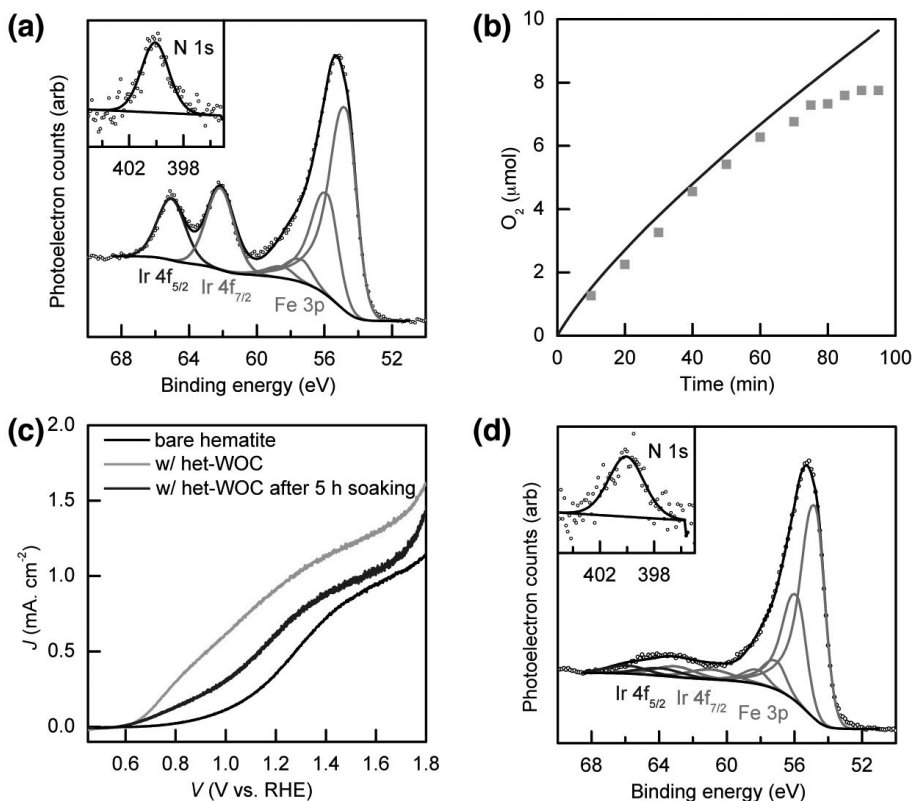 (a)
N 1s
402 398
Photoelectron counts (arb)
Ir 4f5/2
Ir 4f7/2
Fe 3p
68 64 60 56 52
Binding energy (eV)
(b)
10
8
6
4
2
0
O2 (μmol)
0 20 40 60 80 100
Time (min)
(c)
2.0
1.5
1.0
0.5
0.0
J (mA. cm-2)
bare hematite
w/ het-WOC
w/ het-WOC after 5 h soaking
0.6 0.8 1.0 1.2 1.4 1.6 1.8
V (V vs. RHE)
(d)
N 1s
402 398
Photoelectron counts (arb)
Ir 4f5/2
Ir 4f7/2
Fe 3p
68 64 60 56 52
Binding energy (eV)